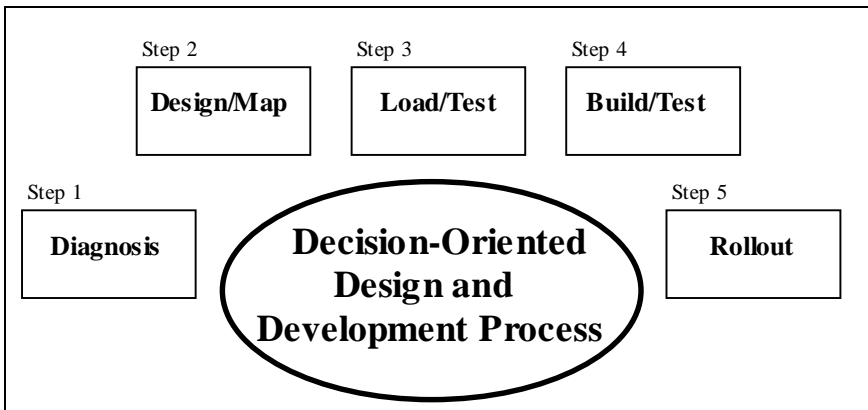 Step 2
Design/Map
Step 3
Load/Test
Step 4
Build/Test
Step 1
Diagnosis
Decision-Oriented
Design and
Development Process
Step 5
Rollout